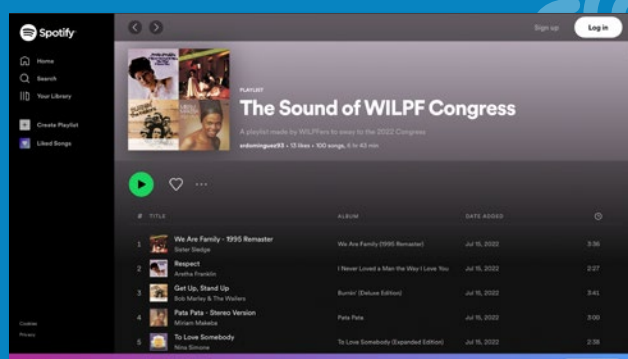 Spotify
Home
Search
Your Library
Create Playlist
Liked Songs
Cookies
Privacy
Sign up
Log in
PLAYLIST
The Sound of WILPF Congress
A playlist made by WILPFers to sway to the 2022 Congress
srdominguez93 • 13 likes • 100 songs, 6 hr 43 min
# TITLE ALBUM DATE ADDED
1 We Are Family - 1995 Remaster We Are Family (1995 Remaster) Jul 15, 2022 3:36
Sister Sledge
2 Respect I Never Loved a Man the Way I Love You Jul 15, 2022 2:27
Aretha Franklin
3 Get Up, Stand Up Burnin' (Deluxe Edition) Jul 15, 2022 3:41
Bob Marley & The Wailers
4 Pata Pata - Stereo Version Pata Pata Jul 15, 2022 3:00
Miriam Makeba
5 To Love Somebody To Love Somebody (Expanded Edition) Jul 15, 2022 2:38
Nina Simone